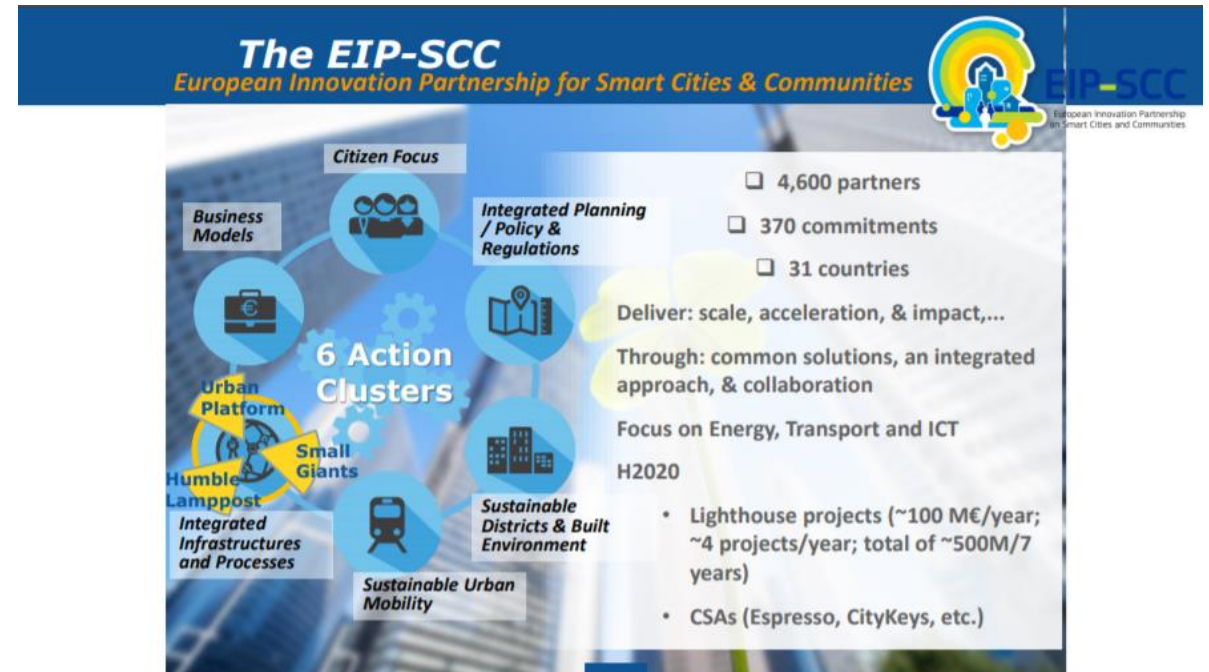 The EIP-SCC
European Innovation Partnership for Smart Cities & Communities
EIP-SCC
European Innovation Partnership
on Smart Cities and Communities
Citizen Focus
Business
Models
Integrated Planning
/ Policy &
Regulations
6 Action
Clusters
Urban
Platform
Small
Giants
Humble
Lamppost
Integrated
Infrastructures
and Processes
Sustainable
Districts & Built
Environment
Sustainable Urban
Mobility
❑ 4,600 partners
❑ 370 commitments
❑ 31 countries
Deliver: scale, acceleration, & impact,...
Through: common solutions, an integrated
approach, & collaboration
Focus on Energy, Transport and ICT
H2020
• Lighthouse projects (~100 M€/year;
~4 projects/year; total of ~500M/7
years)
• CSAs (Espresso, CityKeys, etc.)